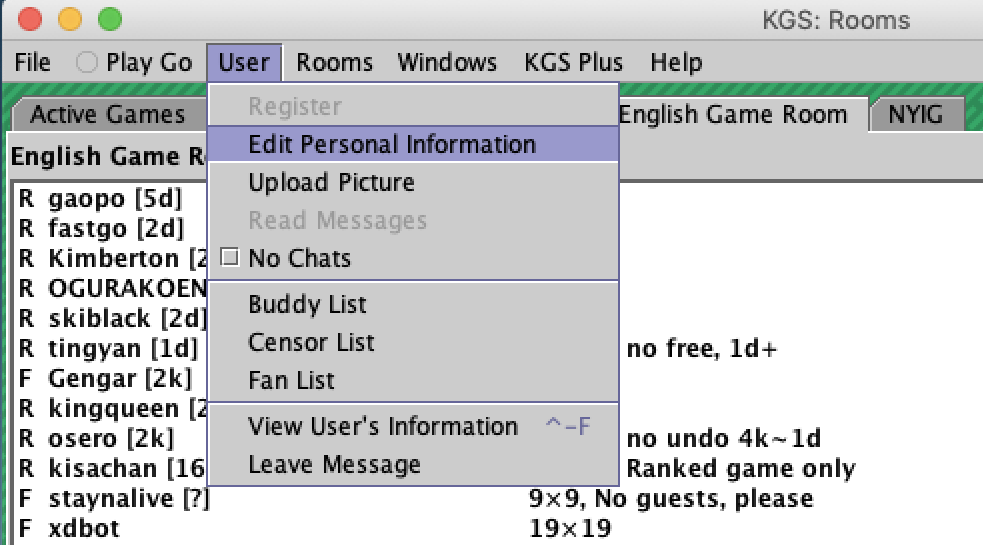 KGS: Rooms
File Play Go User Rooms Windows KGS Plus Help
Active Games English Game Room NYIG
Register
Edit Personal Information
Upload Picture
Read Messages
No Chats
Buddy List
Censor List
Fan List
View User's Information ^-F
Leave Message
English Game R
R gaopo [5d]
R fastgo [2d]
R Kimberton [2
R OGURAKOEN
R skiblack [2d]
R tingyan [1d] no free, 1d+
F Gengar [2k]
R kingqueen [2
R osero [2k] no undo 4k~1d
R kisachan [16 Ranked game only
F staynalive [?] 9×9, No guests, please
F xdbot 19×19